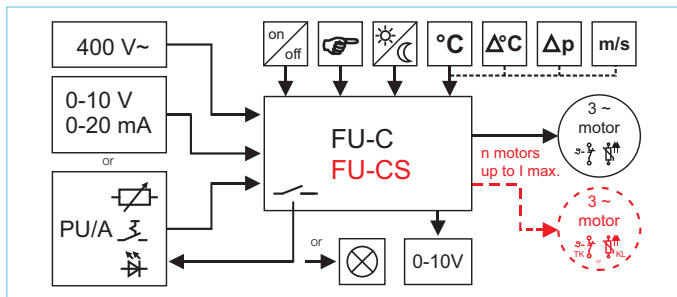 400 V~
on
off
°C
Δ°C
Δp
m/s
0-10 V
0-20 mA
or
PU/A
FU-C
FU-CS
or
0-10V
3 ~
motor
n motors
up to I max.
3 ~
motor
TK
or
KL